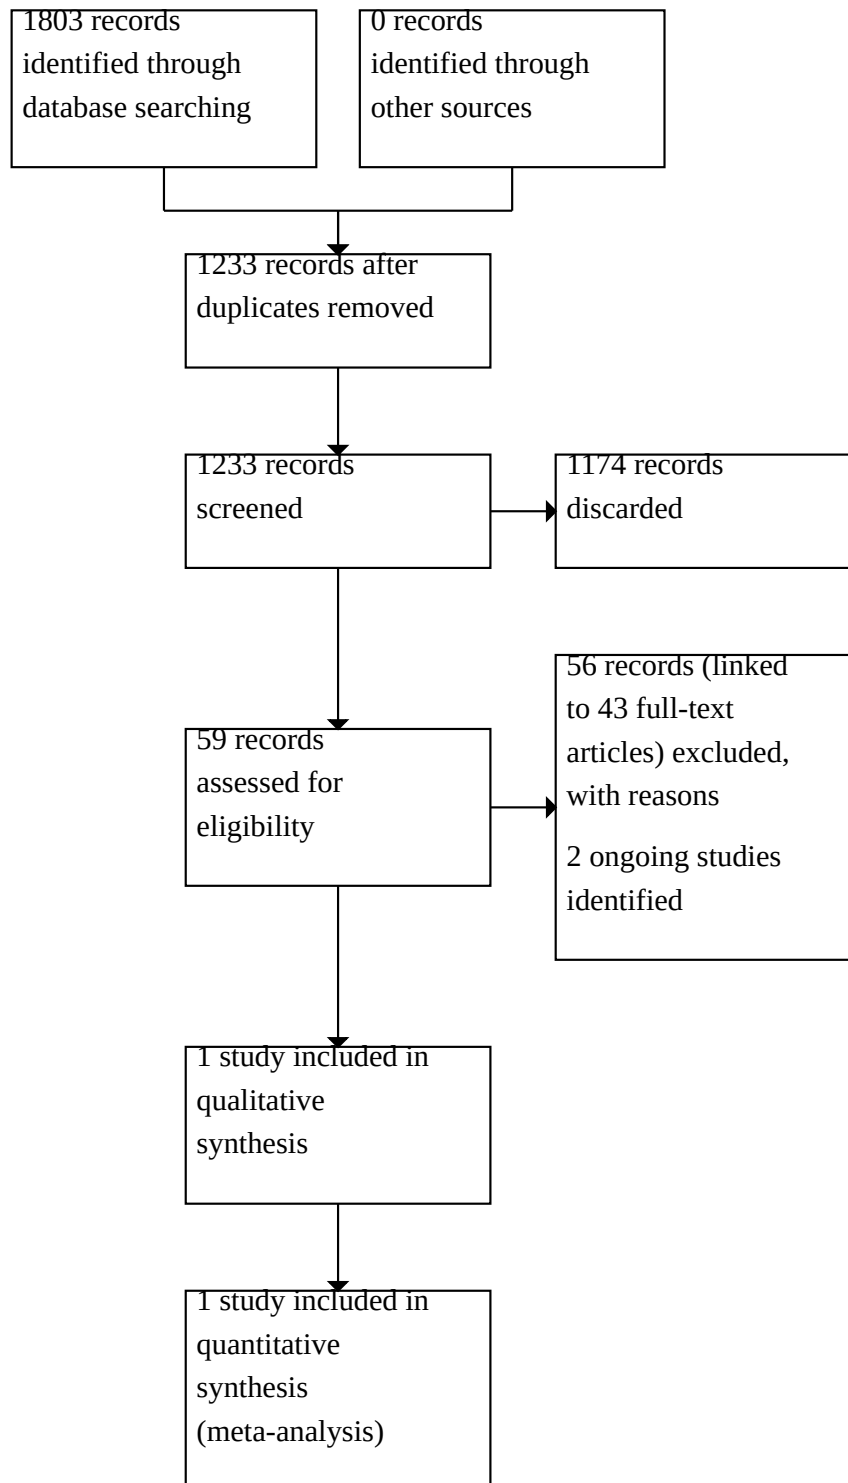 1803 records
identified through
database searching
0 records
identified through
other sources
1233 records after
duplicates removed
1233 records
screened
1174 records
discarded
59 records
assessed for
eligibility
56 records (linked
to 43 full-text
articles) excluded,
with reasons
2 ongoing studies
identified
1 study included in
qualitative
synthesis
1 study included in
quantitative
synthesis
(meta-analysis)